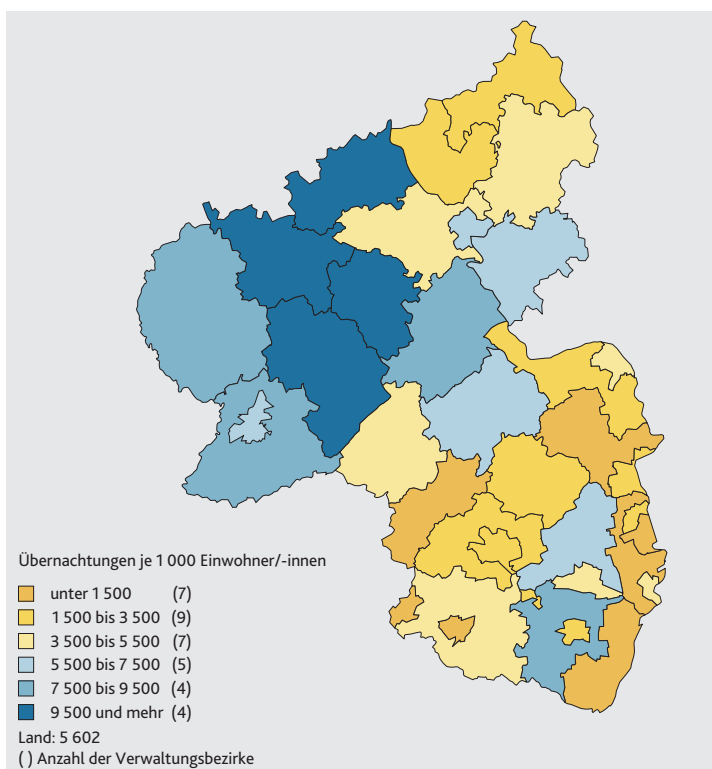 Übernachtungen je 1 000 Einwohner/-innen
unter 1 500 (7)
1 500 bis 3 500 (9)
3 500 bis 5 500 (7)
5 500 bis 7 500 (5)
7 500 bis 9 500 (4)
9 500 und mehr (4)
Land: 5 602
( ) Anzahl der Verwaltungsbezirke